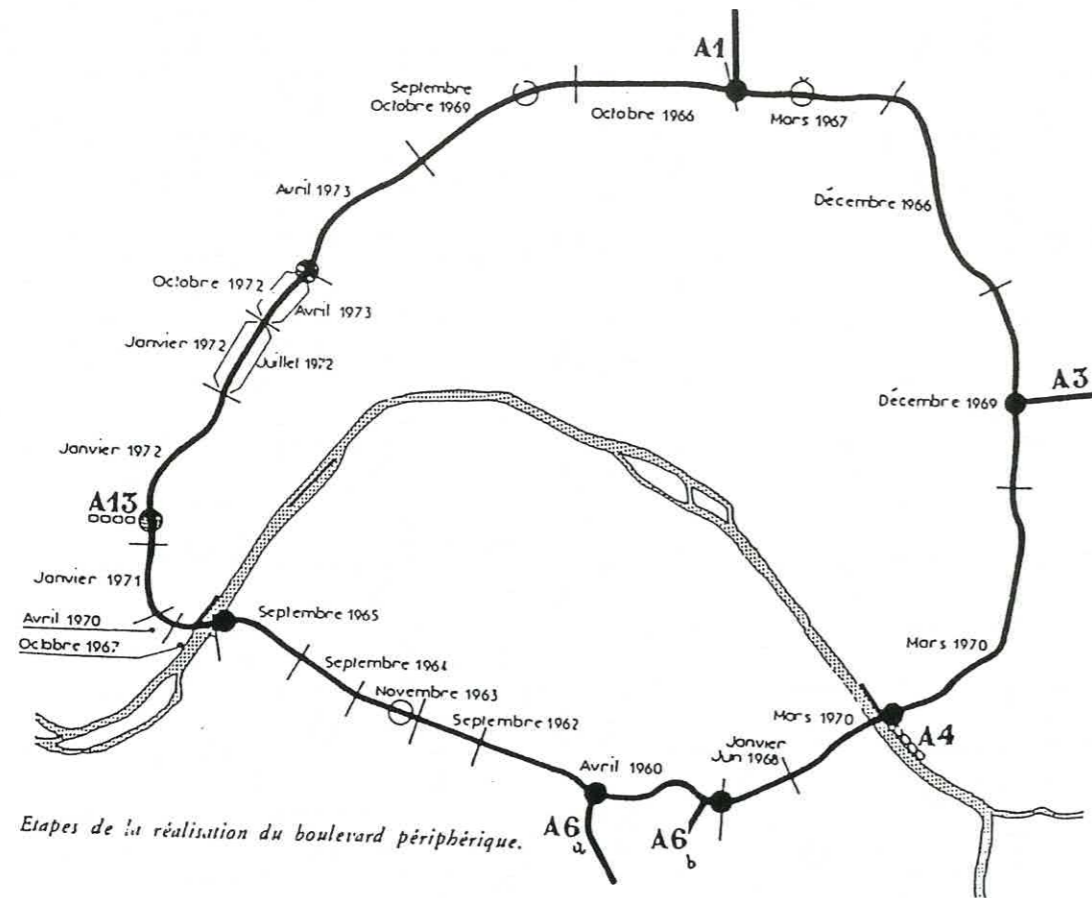 A1
Septembre
Octobre 1969
Octobre 1966
Mars 1967
Avril 1973
Décembre 1966
Octobre 1972
Avril 1973
Janvier 1972
Juillet 1972
A3
Décembre 1969
Janvier 1972
A13
Janvier 1971
Avril 1970
Octobre 1967
Septembre 1965
Septembre 1964
Novembre 1963
Septembre 1962
Mars 1970
Mars 1970
A4
Janvier
Juin 1968
Avril 1960
A6
a
A6
b
Etapes de la réalisation du boulevard périphérique.